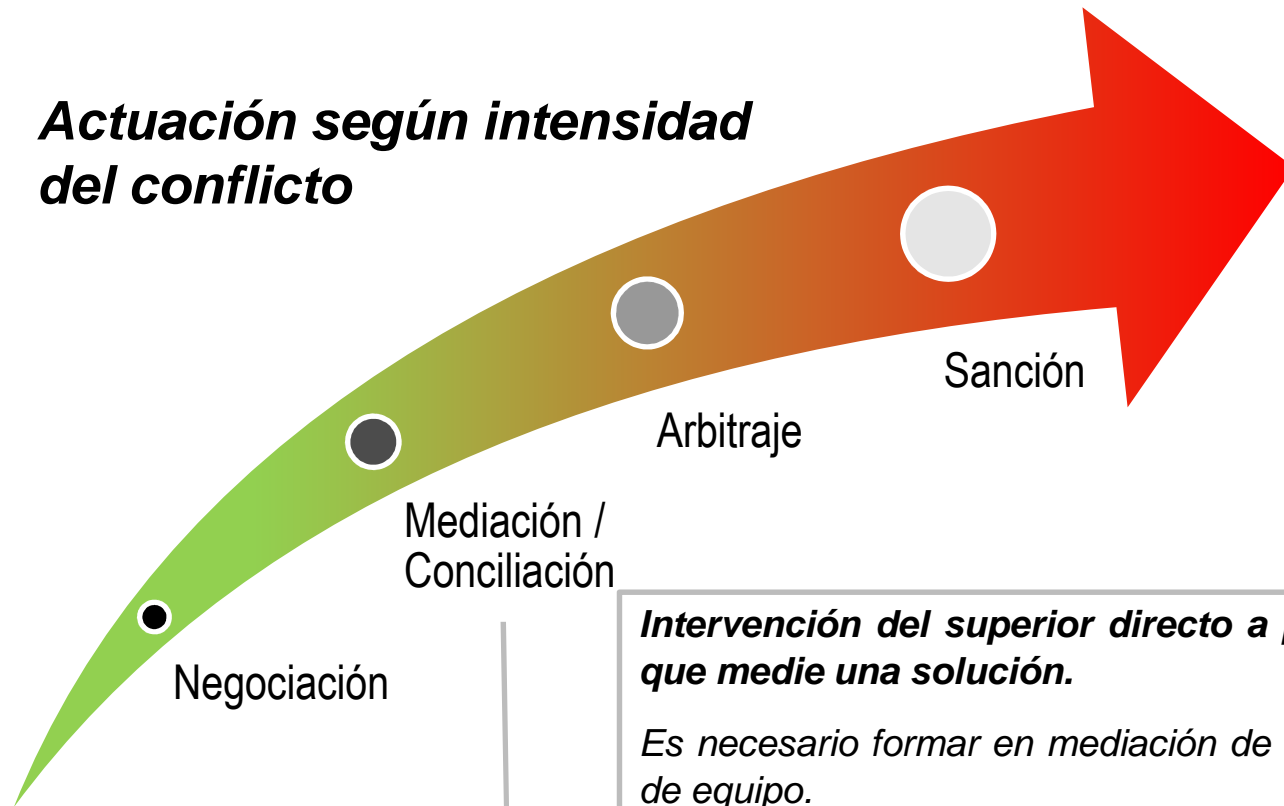 Actuación según intensidad
del conflicto
Sanción
Arbitraje
Mediación /
Conciliación
Negociación
Intervención del superior directo a
que medie una solución.
Es necesario formar en mediación de
de equipo.